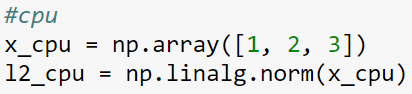 #cpu
x_cpu = np.array([1, 2, 3])
l2_cpu = np.linalg.norm(x_cpu)